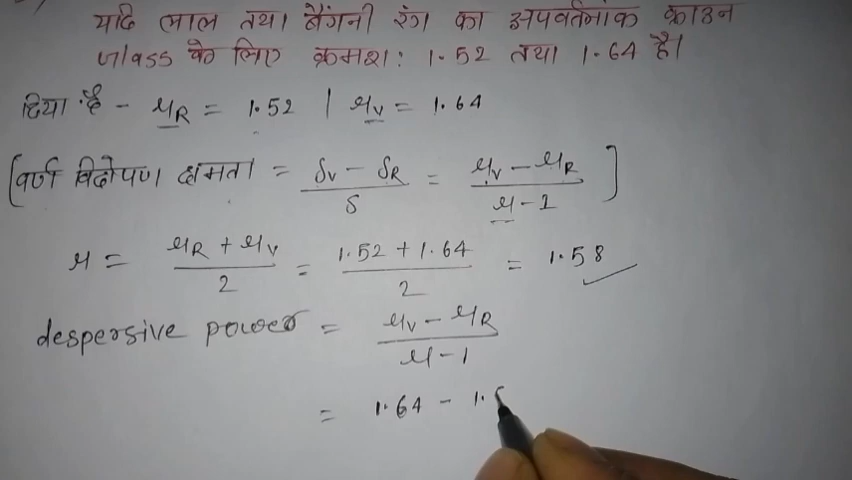 यदि लाल तथा बैंगनी रंग का अपवर्तनांक क्राउन
glass के लिए क्रमश: 1.52 तथा 1.64 है।
दिया है - μR = 1.52 | μv = 1.64
[वर्ण विक्षेपण क्षमता = δv - δR / δ = μv - μR / μ - 1]
μ = μR + μv / 2 = 1.52 + 1.64 / 2 = 1.58
despersive power = μv - μR / μ - 1
= 1.64 - 1.5